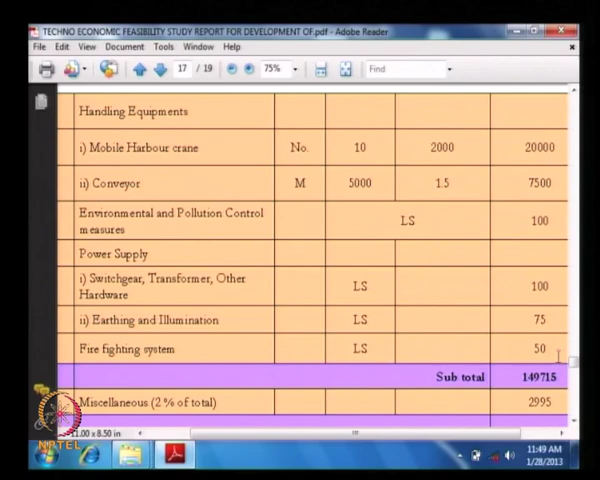 TECHNO ECONOMIC FEASIBILITY STUDY REPORT FOR DEVELOPMENT OF.pdf - Adobe Reader
File Edit View Document Tools Window Help
17 / 19 75% Find
Handling Equipments
i) Mobile Harbour crane No. 10 2000 20000
ii) Conveyor M 5000 1.5 7500
Environmental and Pollution Control
measures LS 100
Power Supply
i) Switchgear, Transformer, Other
Hardware LS 100
ii) Earthing and Illumination LS 75
Fire fighting system LS 50
Sub total 149715
Miscellaneous (2 % of total) 2995
11.00 x 8.50 in
NPTEL
11:49 AM
1/28/2013